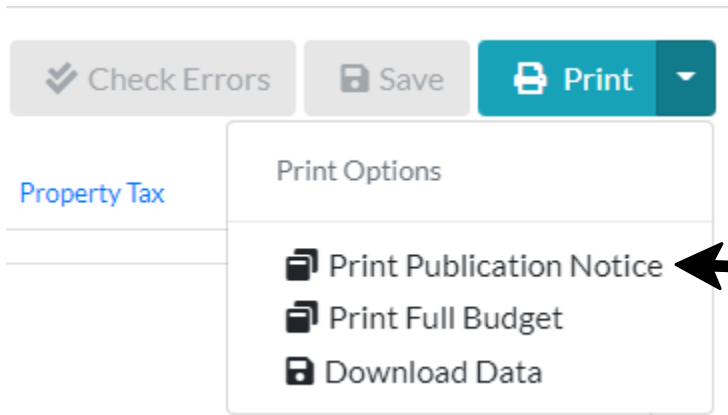 Check Errors Save Print
Print Options
Property Tax
Print Publication Notice
Print Full Budget
Download Data